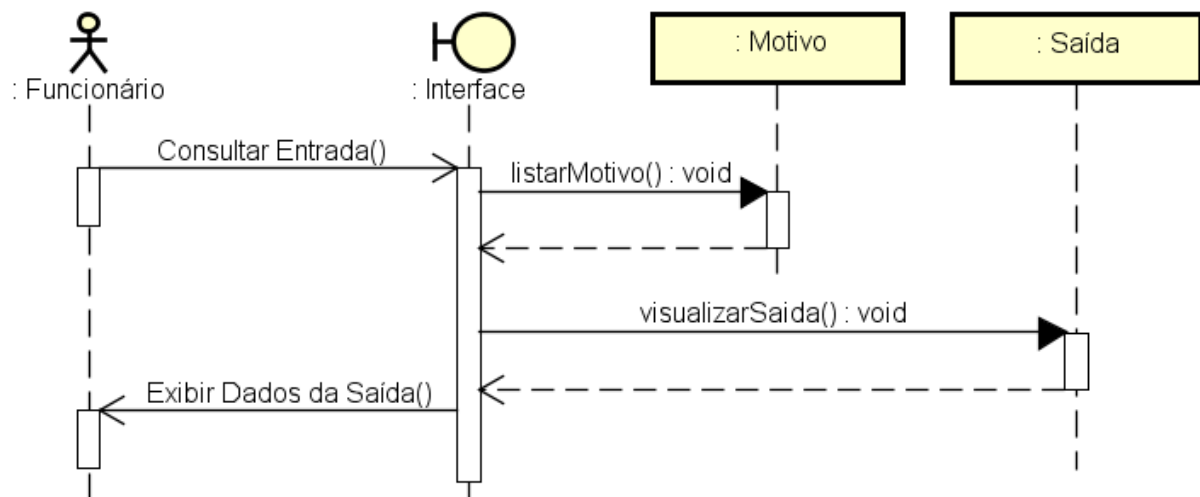 : Funcionário
: Interface
: Motivo
: Saída
Consultar Entrada()
listarMotivo() : void
visualizarSaida() : void
Exibir Dados da Saída()